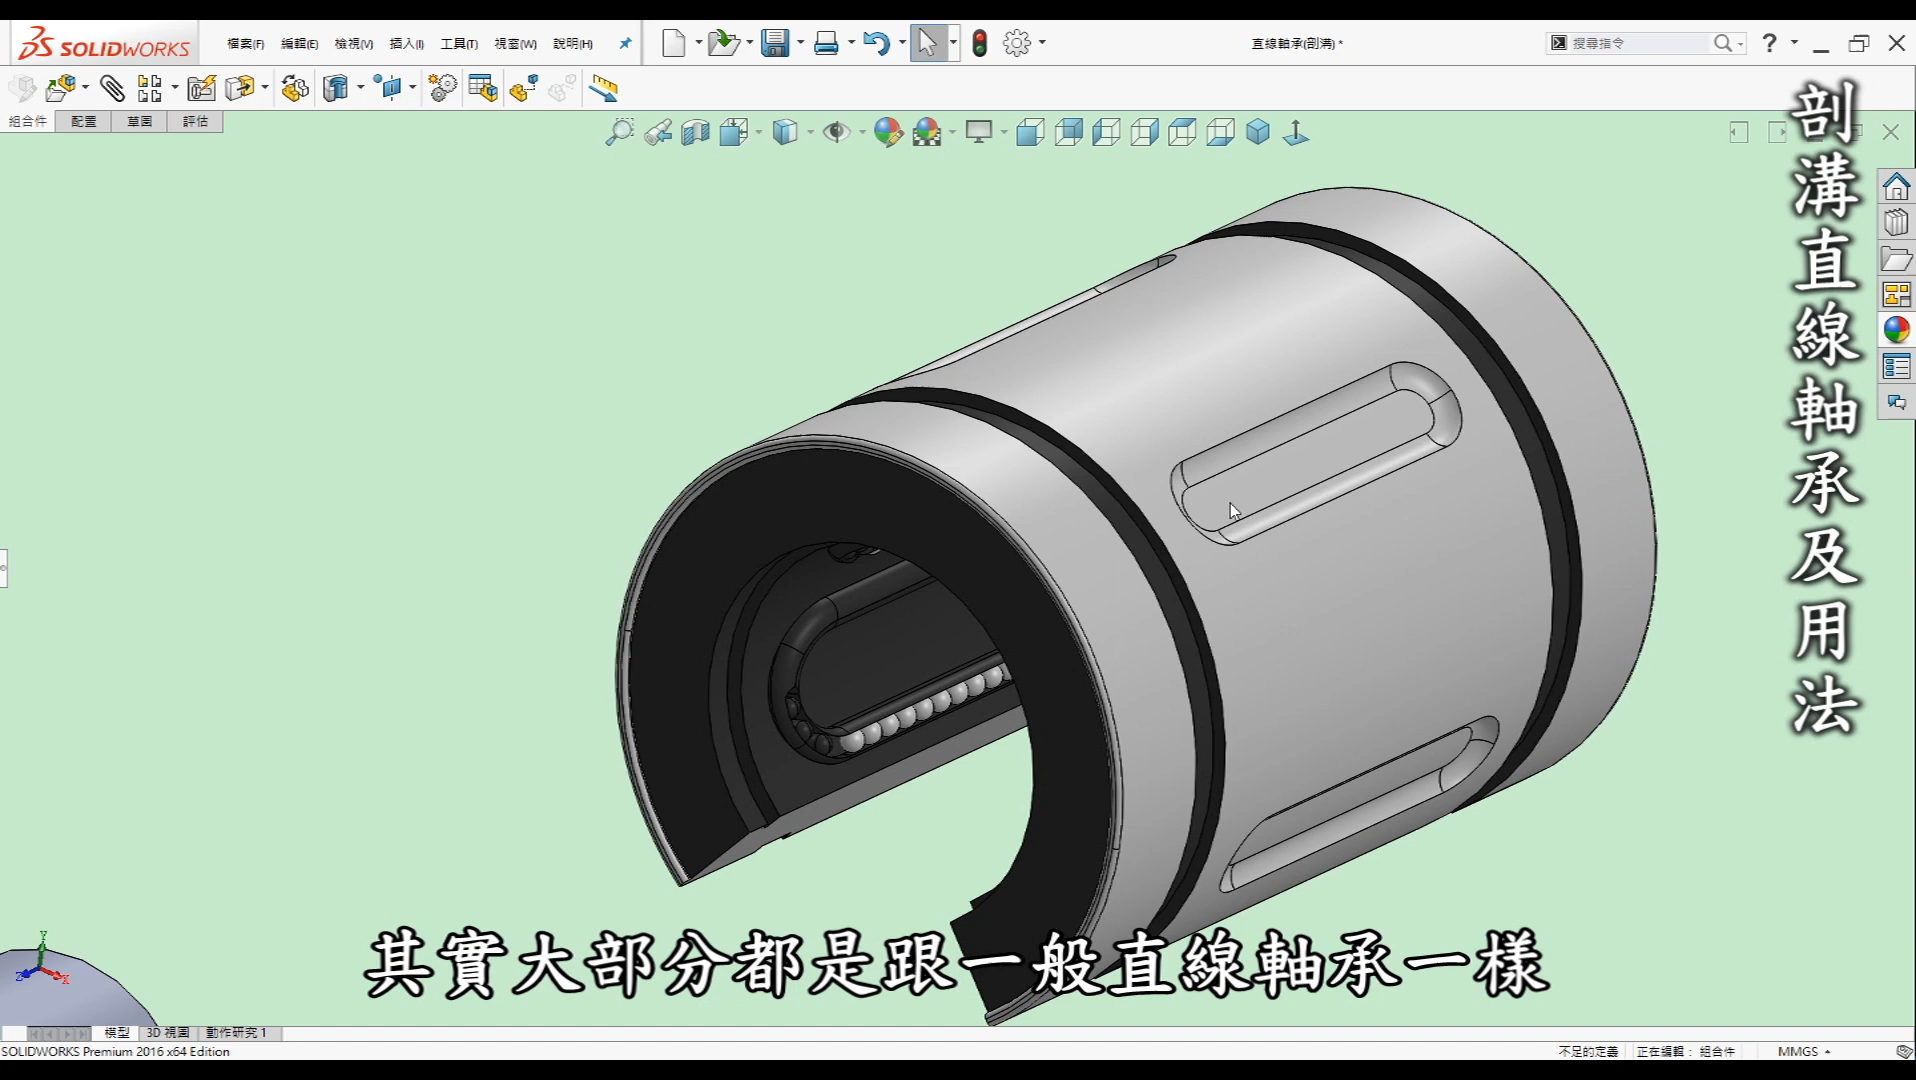 SOLIDWORKS
檔案(F) 編輯(E) 檢視(V) 插入(I) 工具(T) 視窗(W) 說明(H)
直線軸承(剖溝) *
搜尋指令
組合件 配置 草圖 評估
剖溝直線軸承及用法
其實大部分都是跟一般直線軸承一樣
Y
Z
X
模型 3D 視圖 動作研究 1
SOLIDWORKS Premium 2016 x64 Edition
不足的定義 正在編輯： 組合件 MMGS